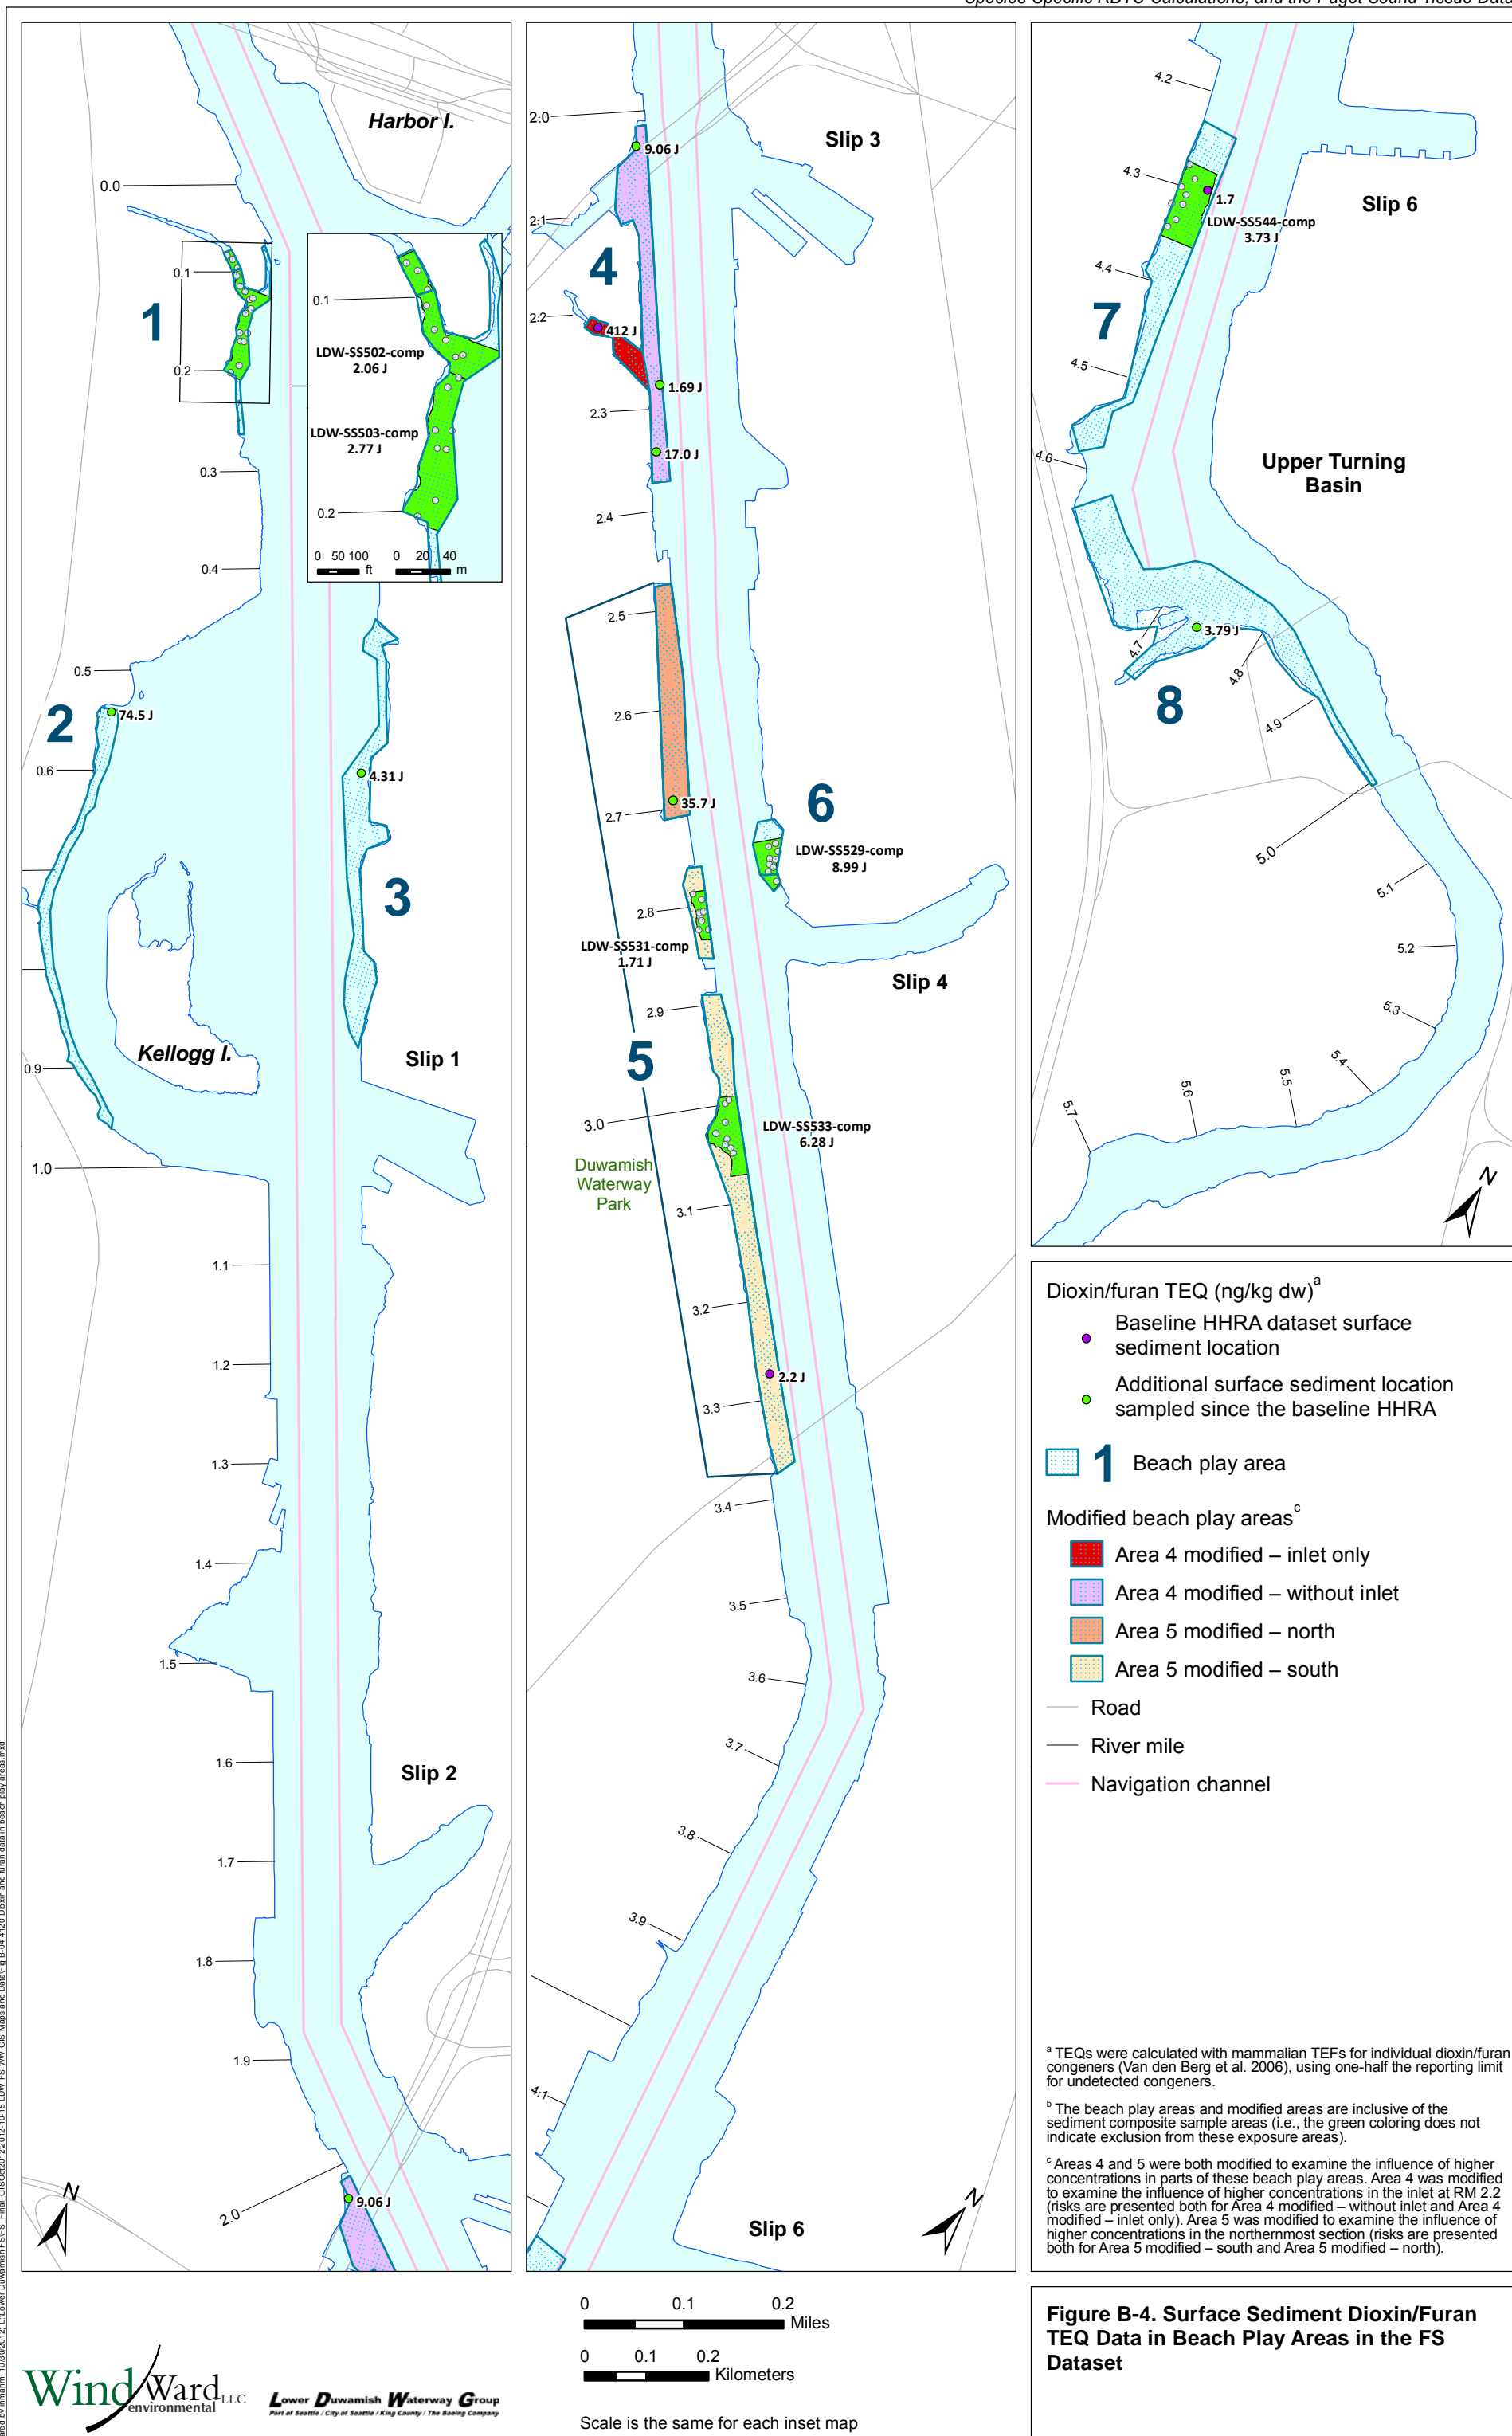 Harbor I.
0.0
0.1
1
0.2
0.1
LDW-SS502-comp
2.06 J
LDW-SS503-comp
2.77 J
0.2
0 50 100
ft
0 20 40
m
0.3
0.4
0.5
2
74.5 J
0.6
4.31 J
3
Kellogg I.
Slip 1
0.9
1.0
1.1
1.2
1.3
1.4
1.5
1.6
Slip 2
1.7
1.8
1.9
2.0
9.06 J
N
2.0
9.06 J
Slip 3
2.1
4
2.2
412 J
1.69 J
2.3
17.0 J
2.4
2.5
2.6
35.7 J
2.7
6
LDW-SS529-comp
8.99 J
2.8
LDW-SS531-comp
1.71 J
Slip 4
2.9
5
3.0
LDW-SS533-comp
6.28 J
Duwamish
Waterway
Park
3.1
3.2
2.2 J
3.3
3.4
3.5
3.6
3.7
3.8
3.9
4.1
N
Slip 6
4.2
4.3
1.7
Slip 6
LDW-SS544-comp
3.73 J
4.4
7
4.5
4.6
Upper Turning
Basin
3.79 J
4.7
4.8
8
4.9
5.0
5.1
5.2
5.3
5.4
5.5
5.6
5.7
N
Dioxin/furan TEQ (ng/kg dw)a
Baseline HHRA dataset surface
sediment location
Additional surface sediment location
sampled since the baseline HHRA
1 Beach play area
Modified beach play areasc
Area 4 modified – inlet only
Area 4 modified – without inlet
Area 5 modified – north
Area 5 modified – south
Road
River mile
Navigation channel
a TEQs were calculated with mammalian TEFs for individual dioxin/furan
congeners (Van den Berg et al. 2006), using one-half the reporting limit
for undetected congeners.
b The beach play areas and modified areas are inclusive of the
sediment composite sample areas (i.e., the green coloring does not
indicate exclusion from these exposure areas).
c Areas 4 and 5 were both modified to examine the influence of higher
concentrations in parts of these beach play areas. Area 4 was modified
to examine the influence of higher concentrations in the inlet at RM 2.2
(risks are presented both for Area 4 modified – without inlet and Area 4
modified – inlet only). Area 5 was modified to examine the influence of
higher concentrations in the northernmost section (risks are presented
both for Area 5 modified – south and Area 5 modified – north).
Figure B-4. Surface Sediment Dioxin/Furan
TEQ Data in Beach Play Areas in the FS
Dataset
0 0.1 0.2
Miles
0 0.1 0.2
Kilometers
Scale is the same for each inset map
WindWard LLC
environmental
Lower Duwamish Waterway Group
Port of Seattle / City of Seattle / King County / The Boeing Company